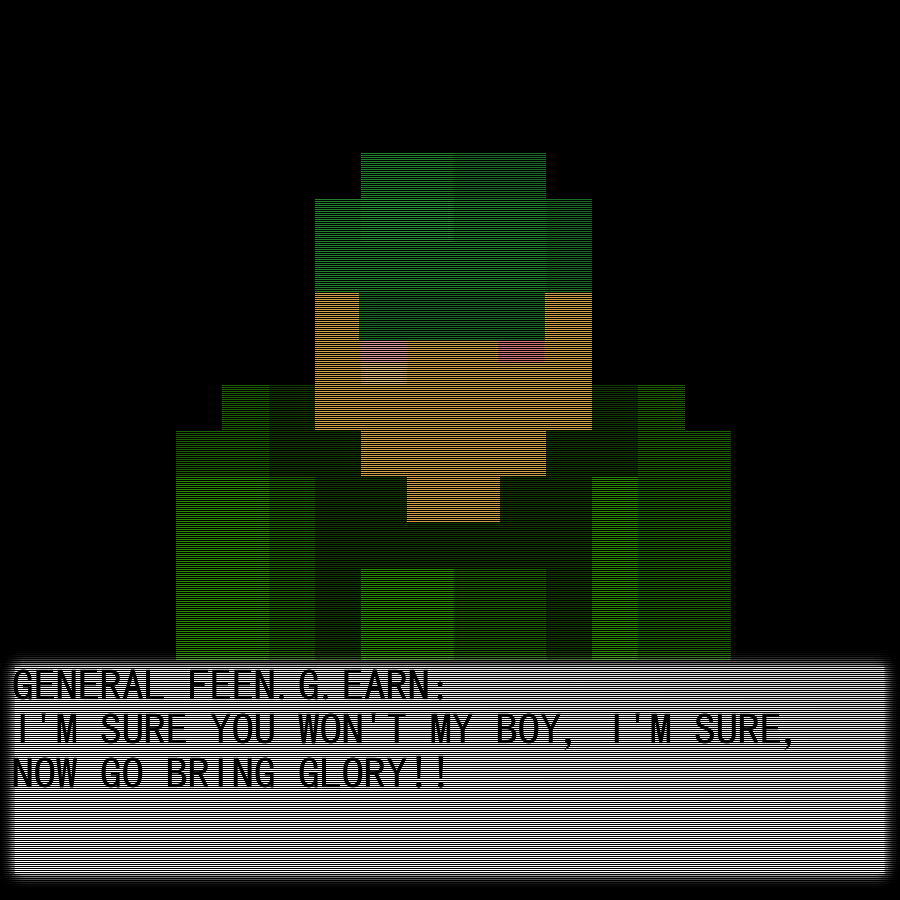 GENERAL FEEN.G.EARN:
I'M SURE YOU WON'T MY BOY, I'M SURE,
NOW GO BRING GLORY!!